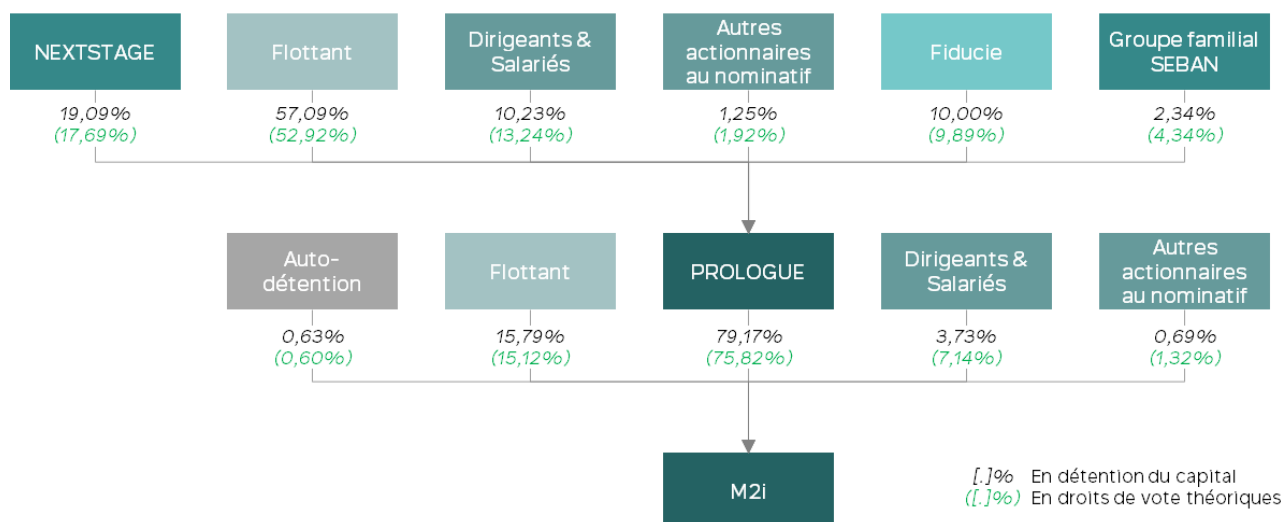 NEXTSTAGE
Flottant
Dirigeants &
Salariés
Autres
actionnaires
au nominatif
Fiducie
Groupe familial
SEBAN
19,09%
(17,69%)
57,09%
(52,92%)
10,23%
(13,24%)
1,25%
(1,92%)
10,00%
(9,89%)
2,34%
(4,34%)
Auto-
détention
Flottant
PROLOGUE
Dirigeants &
Salariés
Autres
actionnaires
au nominatif
0,63%
(0,60%)
15,79%
(15,12%)
79,17%
(75,82%)
3,73%
(7,14%)
0,69%
(1,32%)
M2i
[.]% En détention du capital
([.]%) En droits de vote théoriques